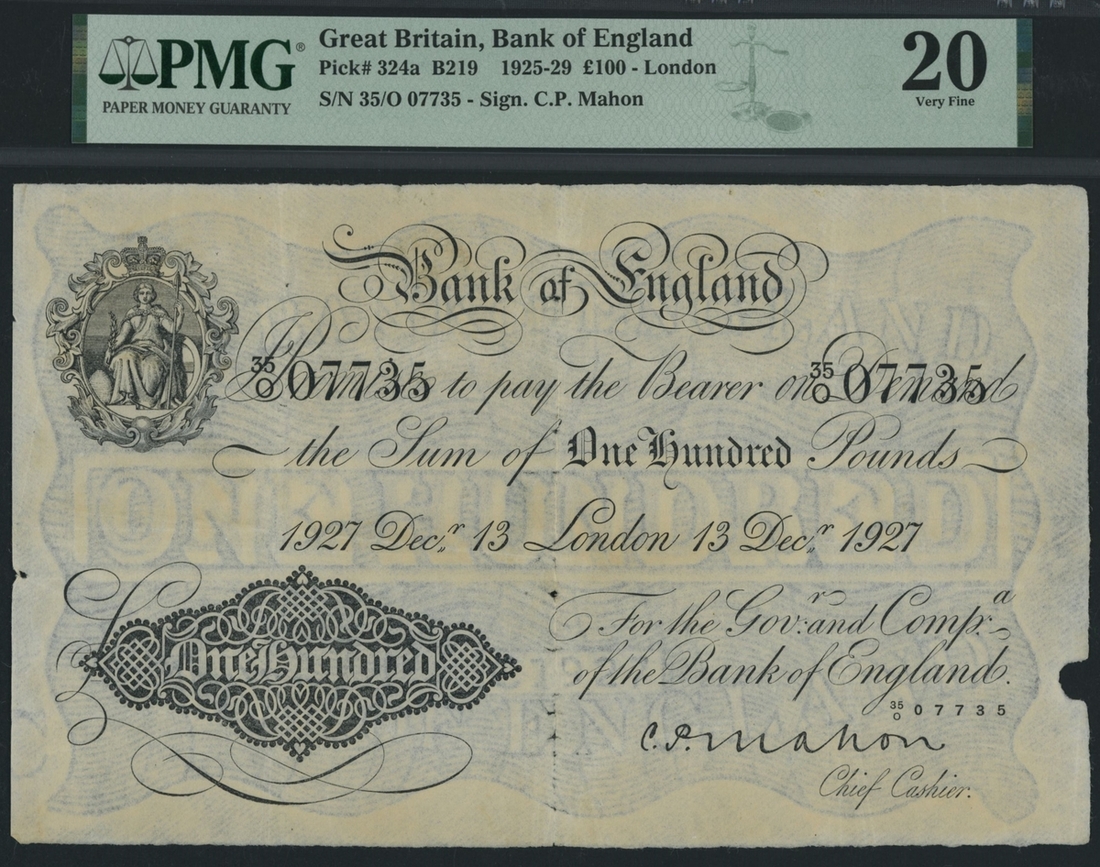 PMG®
PAPER MONEY GUARANTY
Great Britain, Bank of England
Pick# 324a B219 1925-29 £100 - London
S/N 35/O 07735 - Sign. C.P. Mahon
20
Very Fine
Bank of England
35/O 07735 35/O 07735
I Promise to pay the Bearer on Demand
the Sum of One Hundred Pounds
1927 Decr. 13 London 13 Decr. 1927
For the Govr. and Compa.
of the Bank of England.
£ One Hundred
35/O 07735
C.P. Mahon
Chief Cashier.
ONE HUNDRED